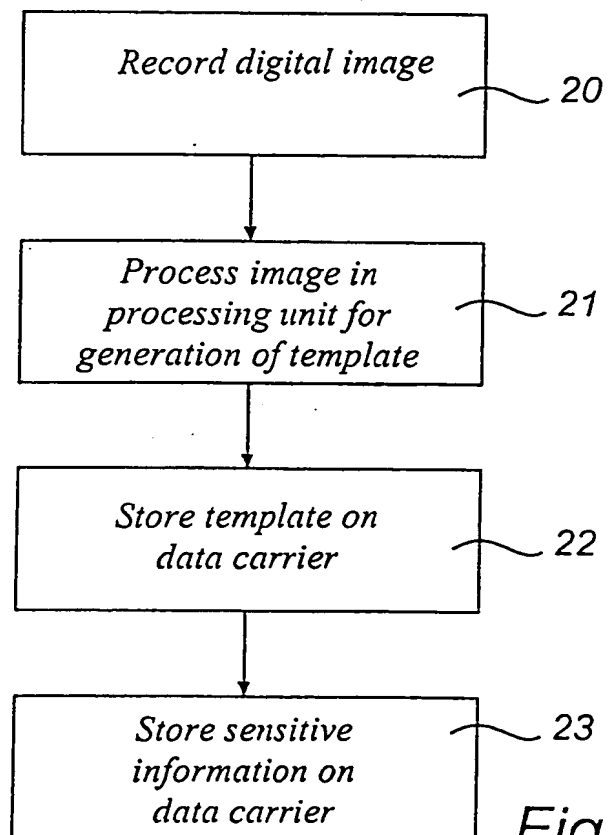 Record digital image
20
Process image in
processing unit for
generation of template
21
Store template on
data carrier
22
Store sensitive
information on
data carrier
23
Fig